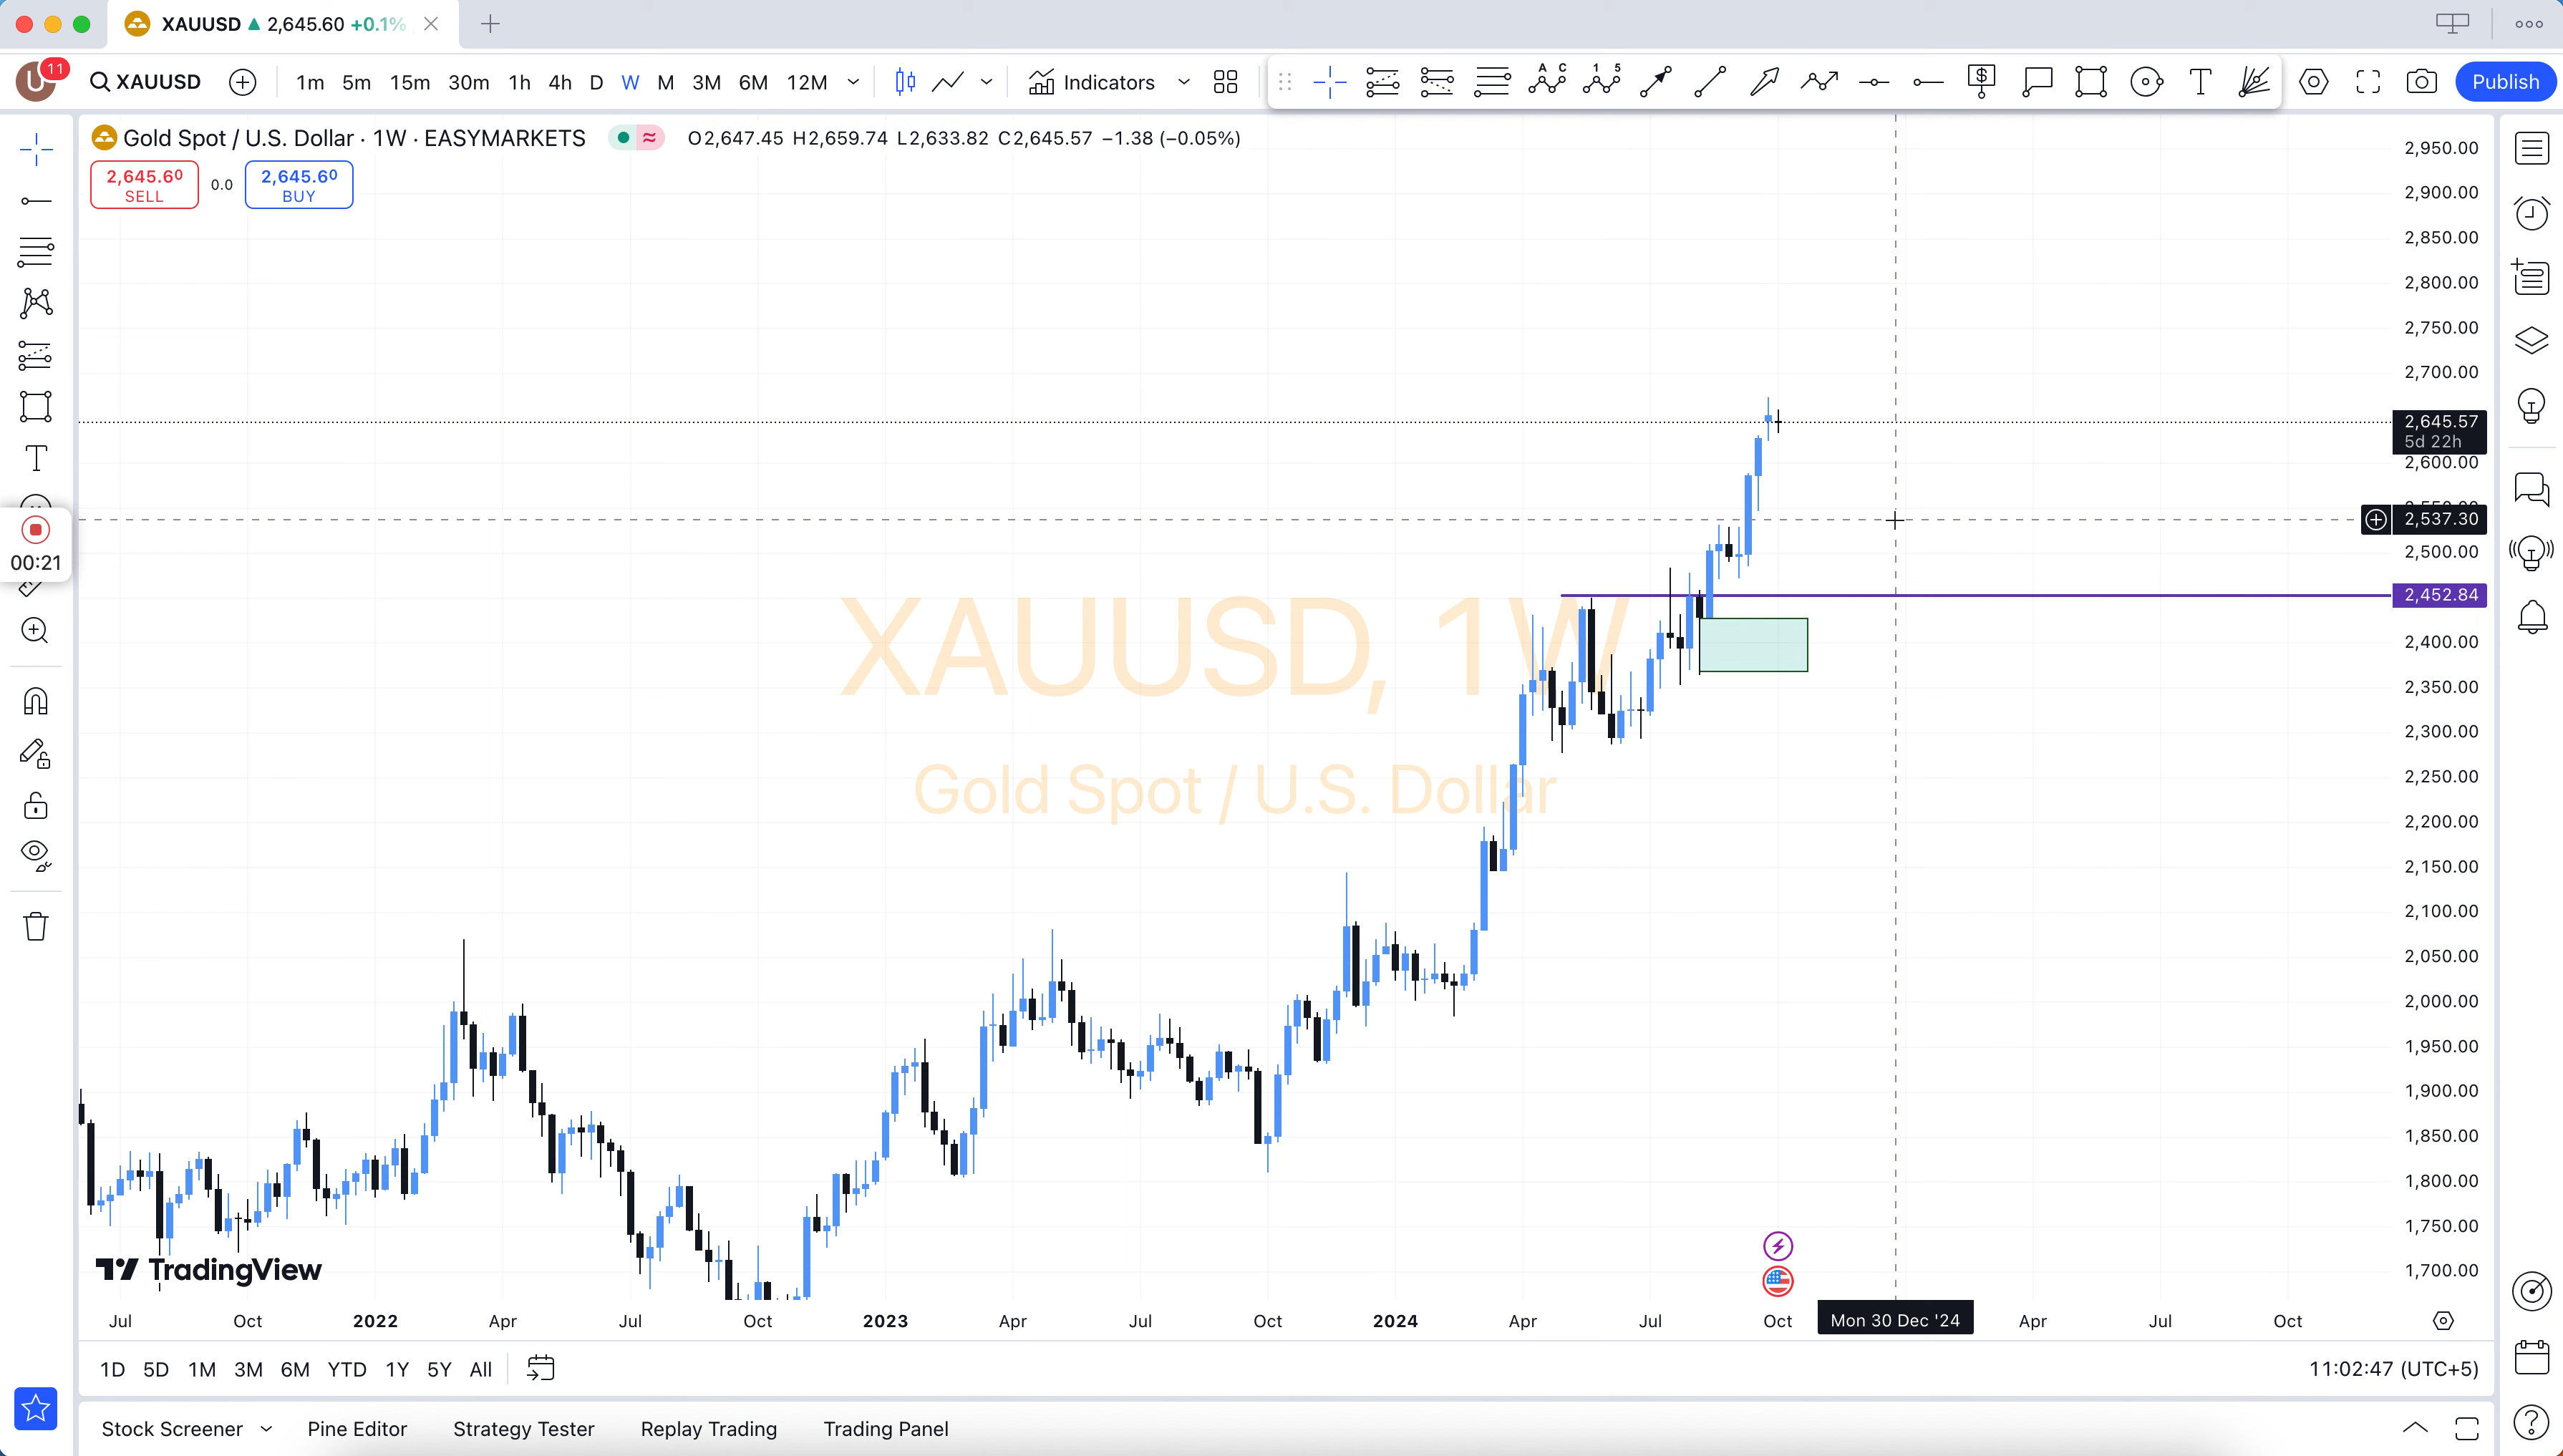 XAUUSD ▲ 2,645.60 +0.1%
U 11 XAUUSD 1m 5m 15m 30m 1h 4h D W M 3M 6M 12M Indicators A C 1 5 $ T Publish
Gold Spot / U.S. Dollar · 1W · EASYMARKETS ≈ O2,647.45 H2,659.74 L2,633.82 C2,645.57 −1.38 (−0.05%)
2,645.60 SELL 0.0 2,645.60 BUY
2,950.00
2,900.00
2,850.00
2,800.00
2,750.00
2,700.00
2,645.57
5d 22h
2,600.00
2,537.30
2,500.00
2,452.84
2,400.00
2,350.00
2,300.00
2,250.00
2,200.00
2,150.00
2,100.00
2,050.00
2,000.00
1,950.00
1,900.00
1,850.00
1,800.00
1,750.00
1,700.00
T
00:21
XAUUSD, 1W
Gold Spot / U.S. Dollar
TradingView
Jul Oct 2022 Apr Jul Oct 2023 Apr Jul Oct 2024 Apr Jul Oct Mon 30 Dec '24 Apr Jul Oct
1D 5D 1M 3M 6M YTD 1Y 5Y All 11:02:47 (UTC+5)
Stock Screener Pine Editor Strategy Tester Replay Trading Trading Panel